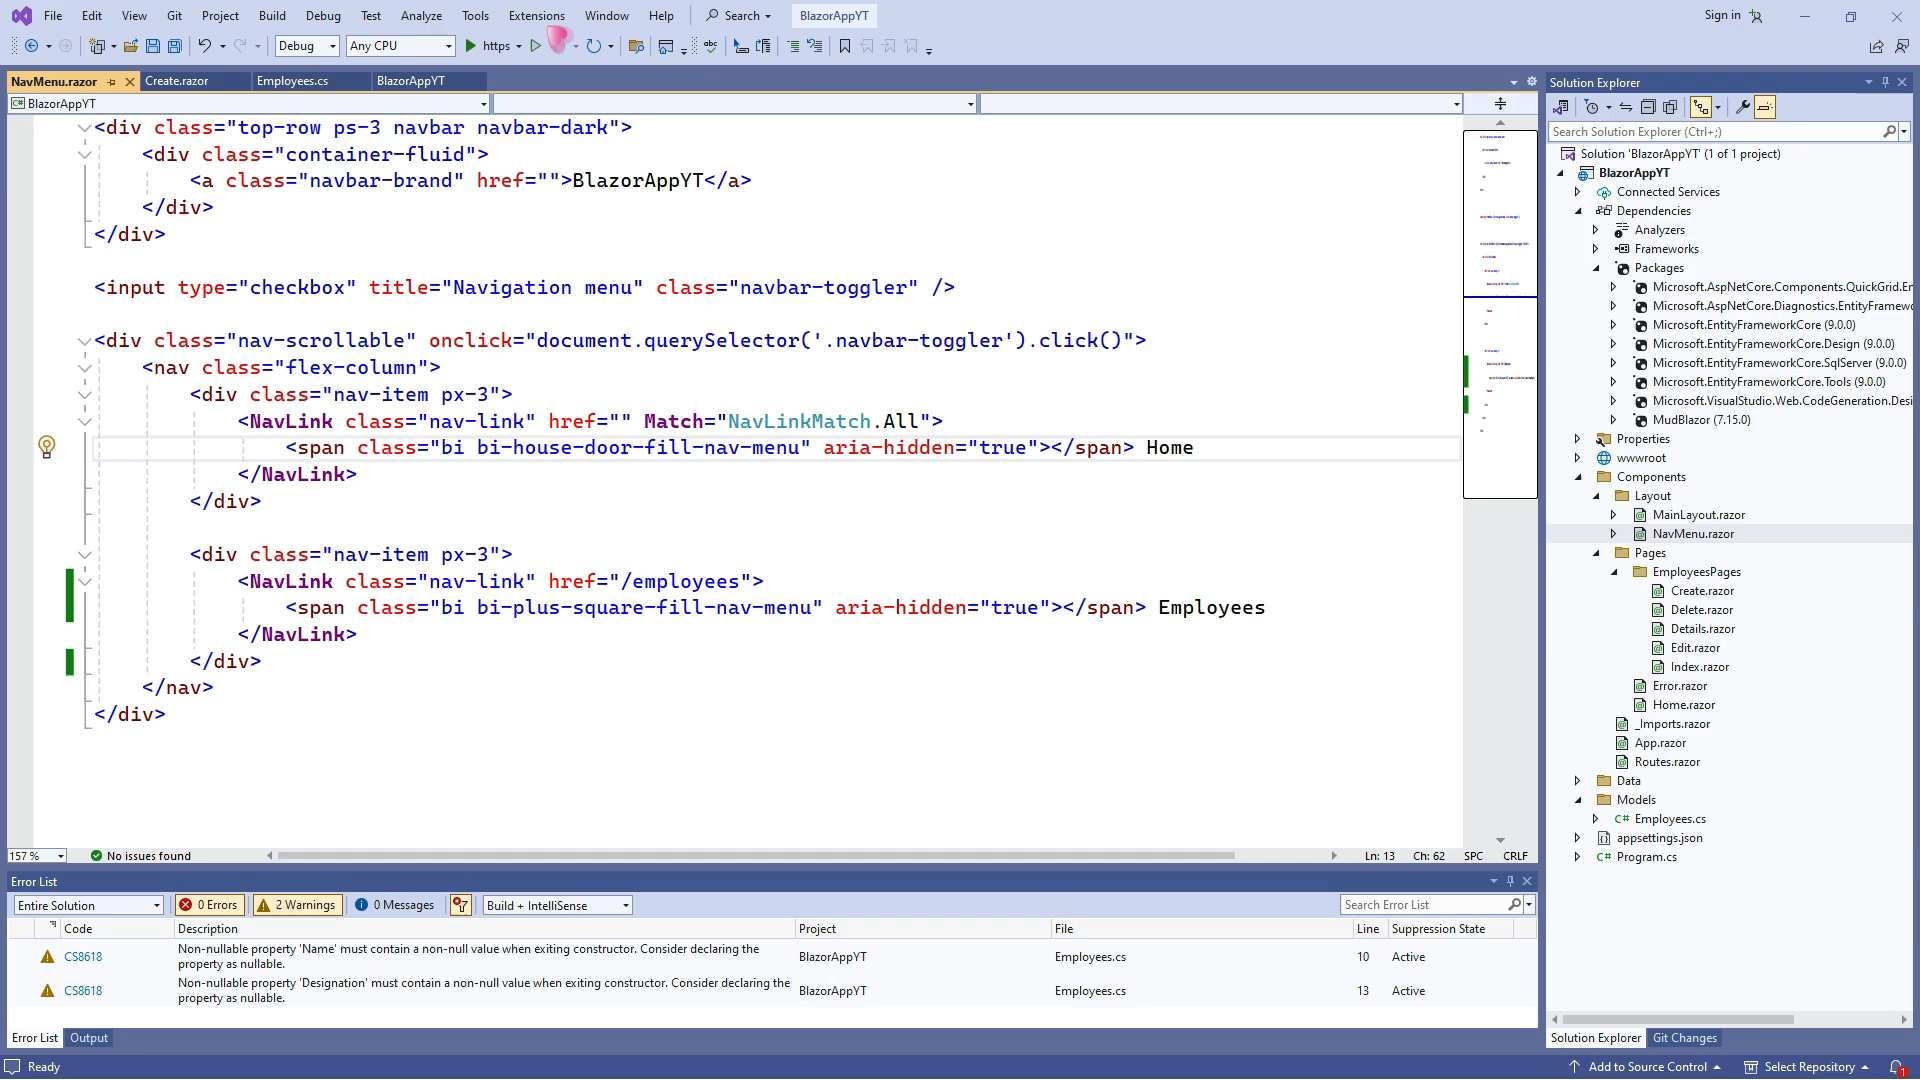 File Edit View Git Project Build Debug Test Analyze Tools Extensions Window Help Search BlazorAppYT Sign in
Debug Any CPU https
NavMenu.razor Create.razor Employees.cs BlazorAppYT
BlazorAppYT
<div class="top-row ps-3 navbar navbar-dark">
<div class="container-fluid">
<a class="navbar-brand" href="">BlazorAppYT</a>
</div>
</div>
<input type="checkbox" title="Navigation menu" class="navbar-toggler" />
<div class="nav-scrollable" onclick="document.querySelector('.navbar-toggler').click()">
<nav class="flex-column">
<div class="nav-item px-3">
<NavLink class="nav-link" href="" Match="NavLinkMatch.All">
<span class="bi bi-house-door-fill-nav-menu" aria-hidden="true"></span> Home
</NavLink>
</div>
<div class="nav-item px-3">
<NavLink class="nav-link" href="/employees">
<span class="bi bi-plus-square-fill-nav-menu" aria-hidden="true"></span> Employees
</NavLink>
</div>
</nav>
</div>
157 % No issues found Ln: 13 Ch: 62 SPC CRLF
Error List
Entire Solution 0 Errors 2 Warnings 0 Messages Build + IntelliSense Search Error List
Code Description Project File Line Suppression State
CS8618 Non-nullable property 'Name' must contain a non-null value when exiting constructor. Consider declaring the property as nullable. BlazorAppYT Employees.cs 10 Active
CS8618 Non-nullable property 'Designation' must contain a non-null value when exiting constructor. Consider declaring the property as nullable. BlazorAppYT Employees.cs 13 Active
Error List Output
Solution Explorer
Search Solution Explorer (Ctrl+;)
Solution 'BlazorAppYT' (1 of 1 project)
BlazorAppYT
Connected Services
Dependencies
Analyzers
Frameworks
Packages
Microsoft.AspNetCore.Components.QuickGrid.En
Microsoft.AspNetCore.Diagnostics.EntityFramewo
Microsoft.EntityFrameworkCore (9.0.0)
Microsoft.EntityFrameworkCore.Design (9.0.0)
Microsoft.EntityFrameworkCore.SqlServer (9.0.0)
Microsoft.EntityFrameworkCore.Tools (9.0.0)
Microsoft.VisualStudio.Web.CodeGeneration.Desi
MudBlazor (7.15.0)
Properties
wwwroot
Components
Layout
MainLayout.razor
NavMenu.razor
Pages
EmployeesPages
Create.razor
Delete.razor
Details.razor
Edit.razor
Index.razor
Error.razor
Home.razor
_Imports.razor
App.razor
Routes.razor
Data
Models
C# Employees.cs
appsettings.json
C# Program.cs
Solution Explorer Git Changes
Ready Add to Source Control Select Repository 1